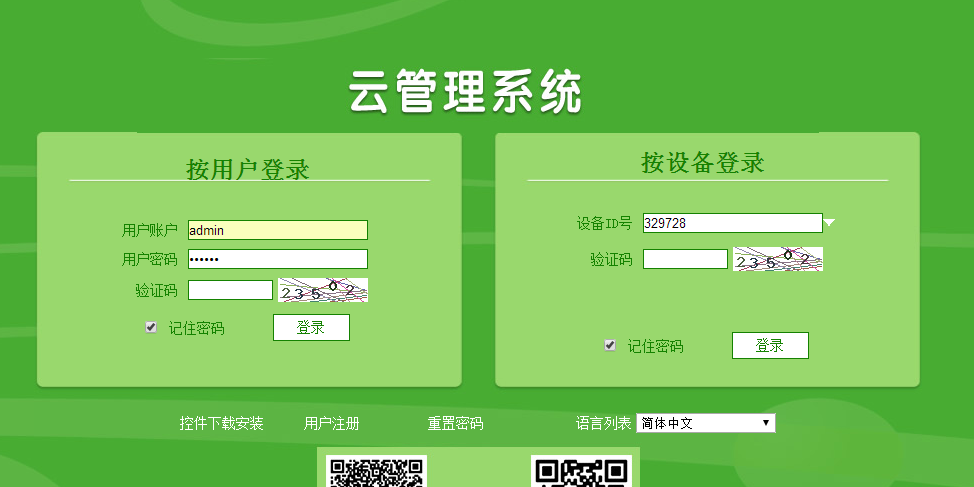 云管理系统
按用户登录
用户账户 admin
用户密码 ••••••
验证码 23502
记住密码 登录
按设备登录
设备ID号 329728
验证码 23502
记住密码 登录
控件下载安装 用户注册 重置密码 语言列表 简体中文